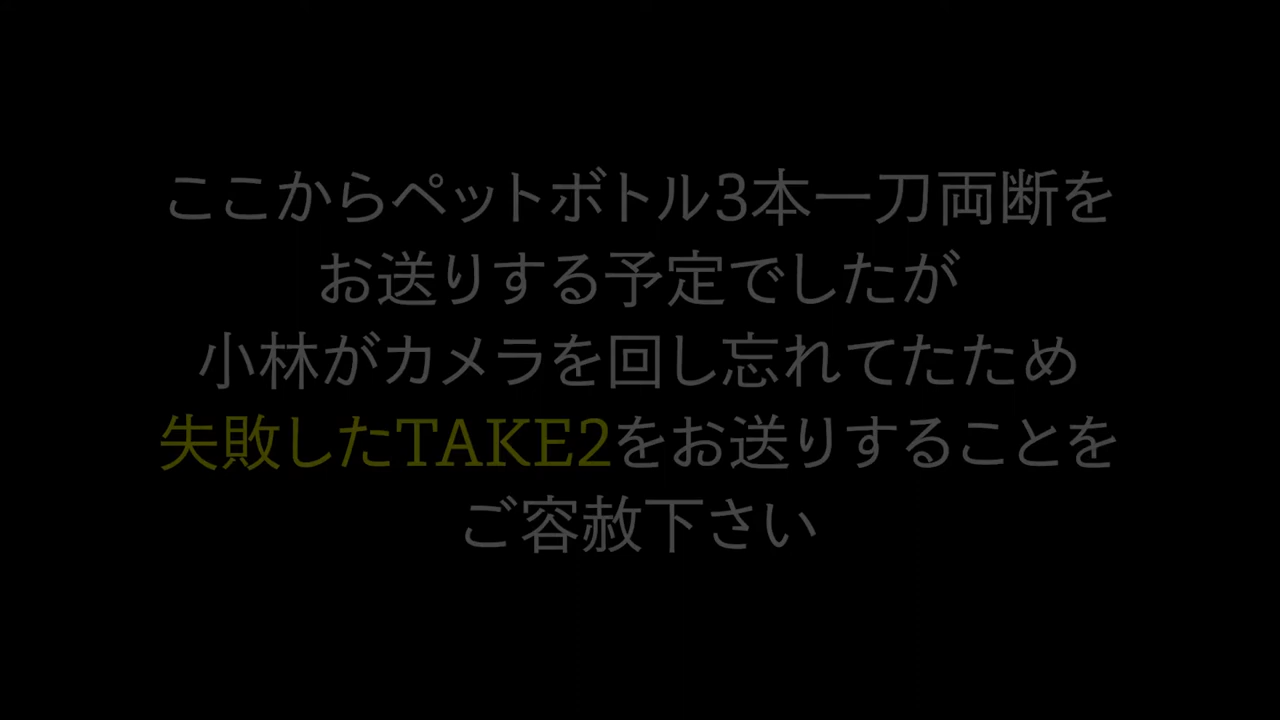 ここからペットボトル3本一刀両断を
お送りする予定でしたが
小林がカメラを回し忘れてたため
失敗したTAKE2をお送りすることを
ご容赦下さい